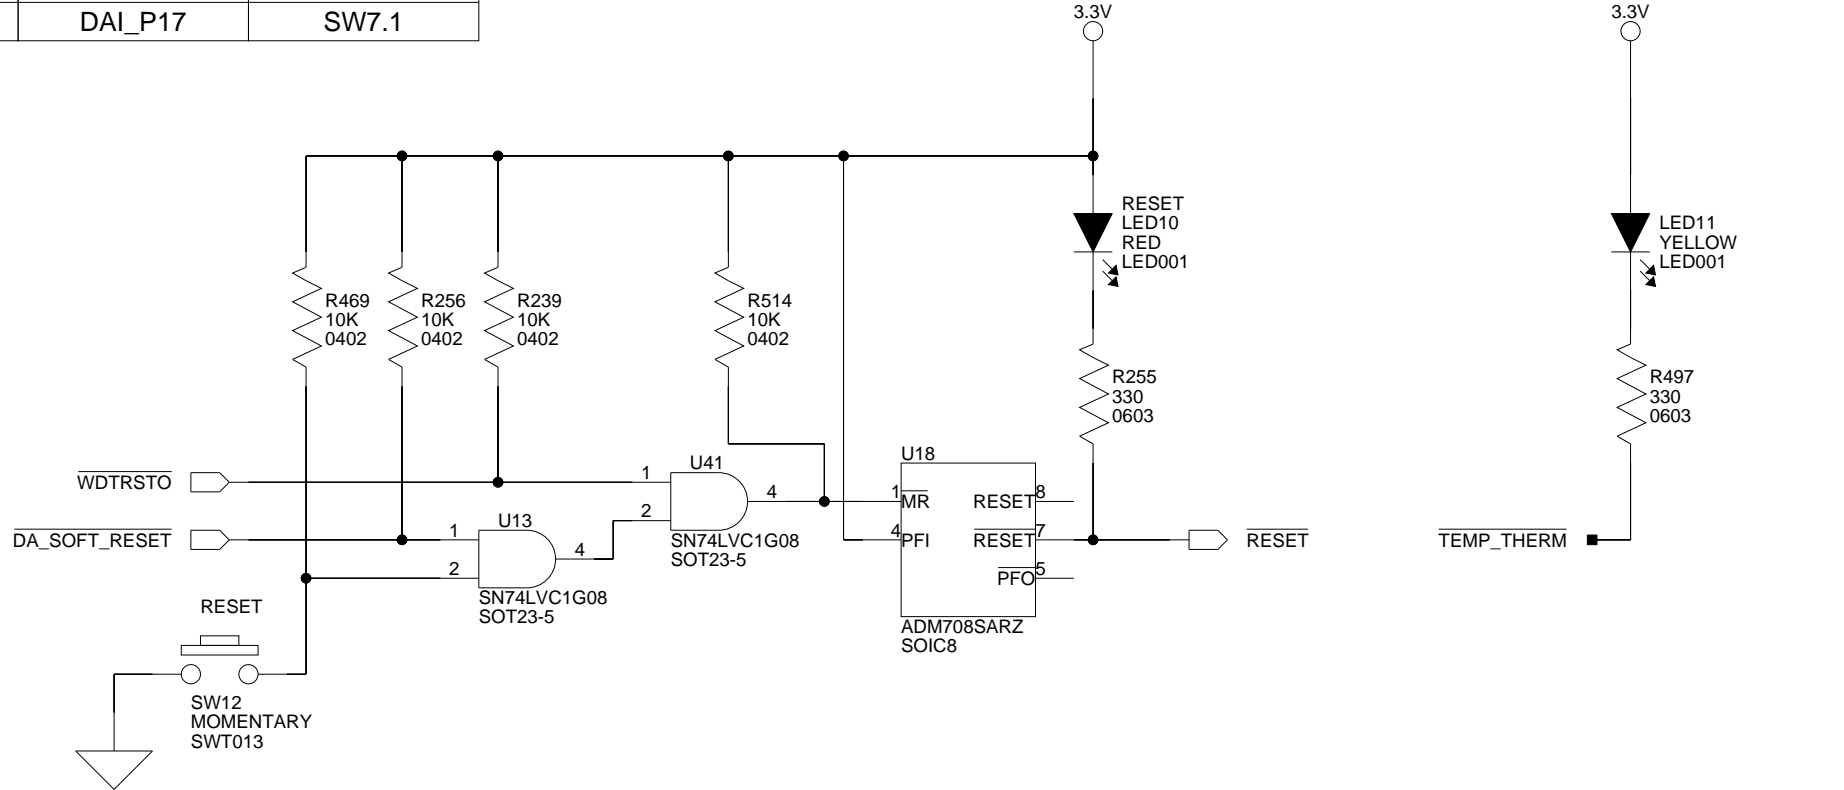 DAI_P17 SW7.1
3.3V
3.3V
RESET
LED10
RED
LED001
LED11
YELLOW
LED001
R469
10K
0402
R256
10K
0402
R239
10K
0402
R514
10K
0402
R255
330
0603
R497
330
0603
WDTRSTO
DA_SOFT_RESET
1
2
U13
4
SN74LVC1G08
SOT23-5
1
2
U41
4
SN74LVC1G08
SOT23-5
U18
1 MR
4 PFI
RESET 8
RESET 7
PFO 5
ADM708SARZ
SOIC8
RESET
TEMP_THERM
RESET
SW12
MOMENTARY
SWT013